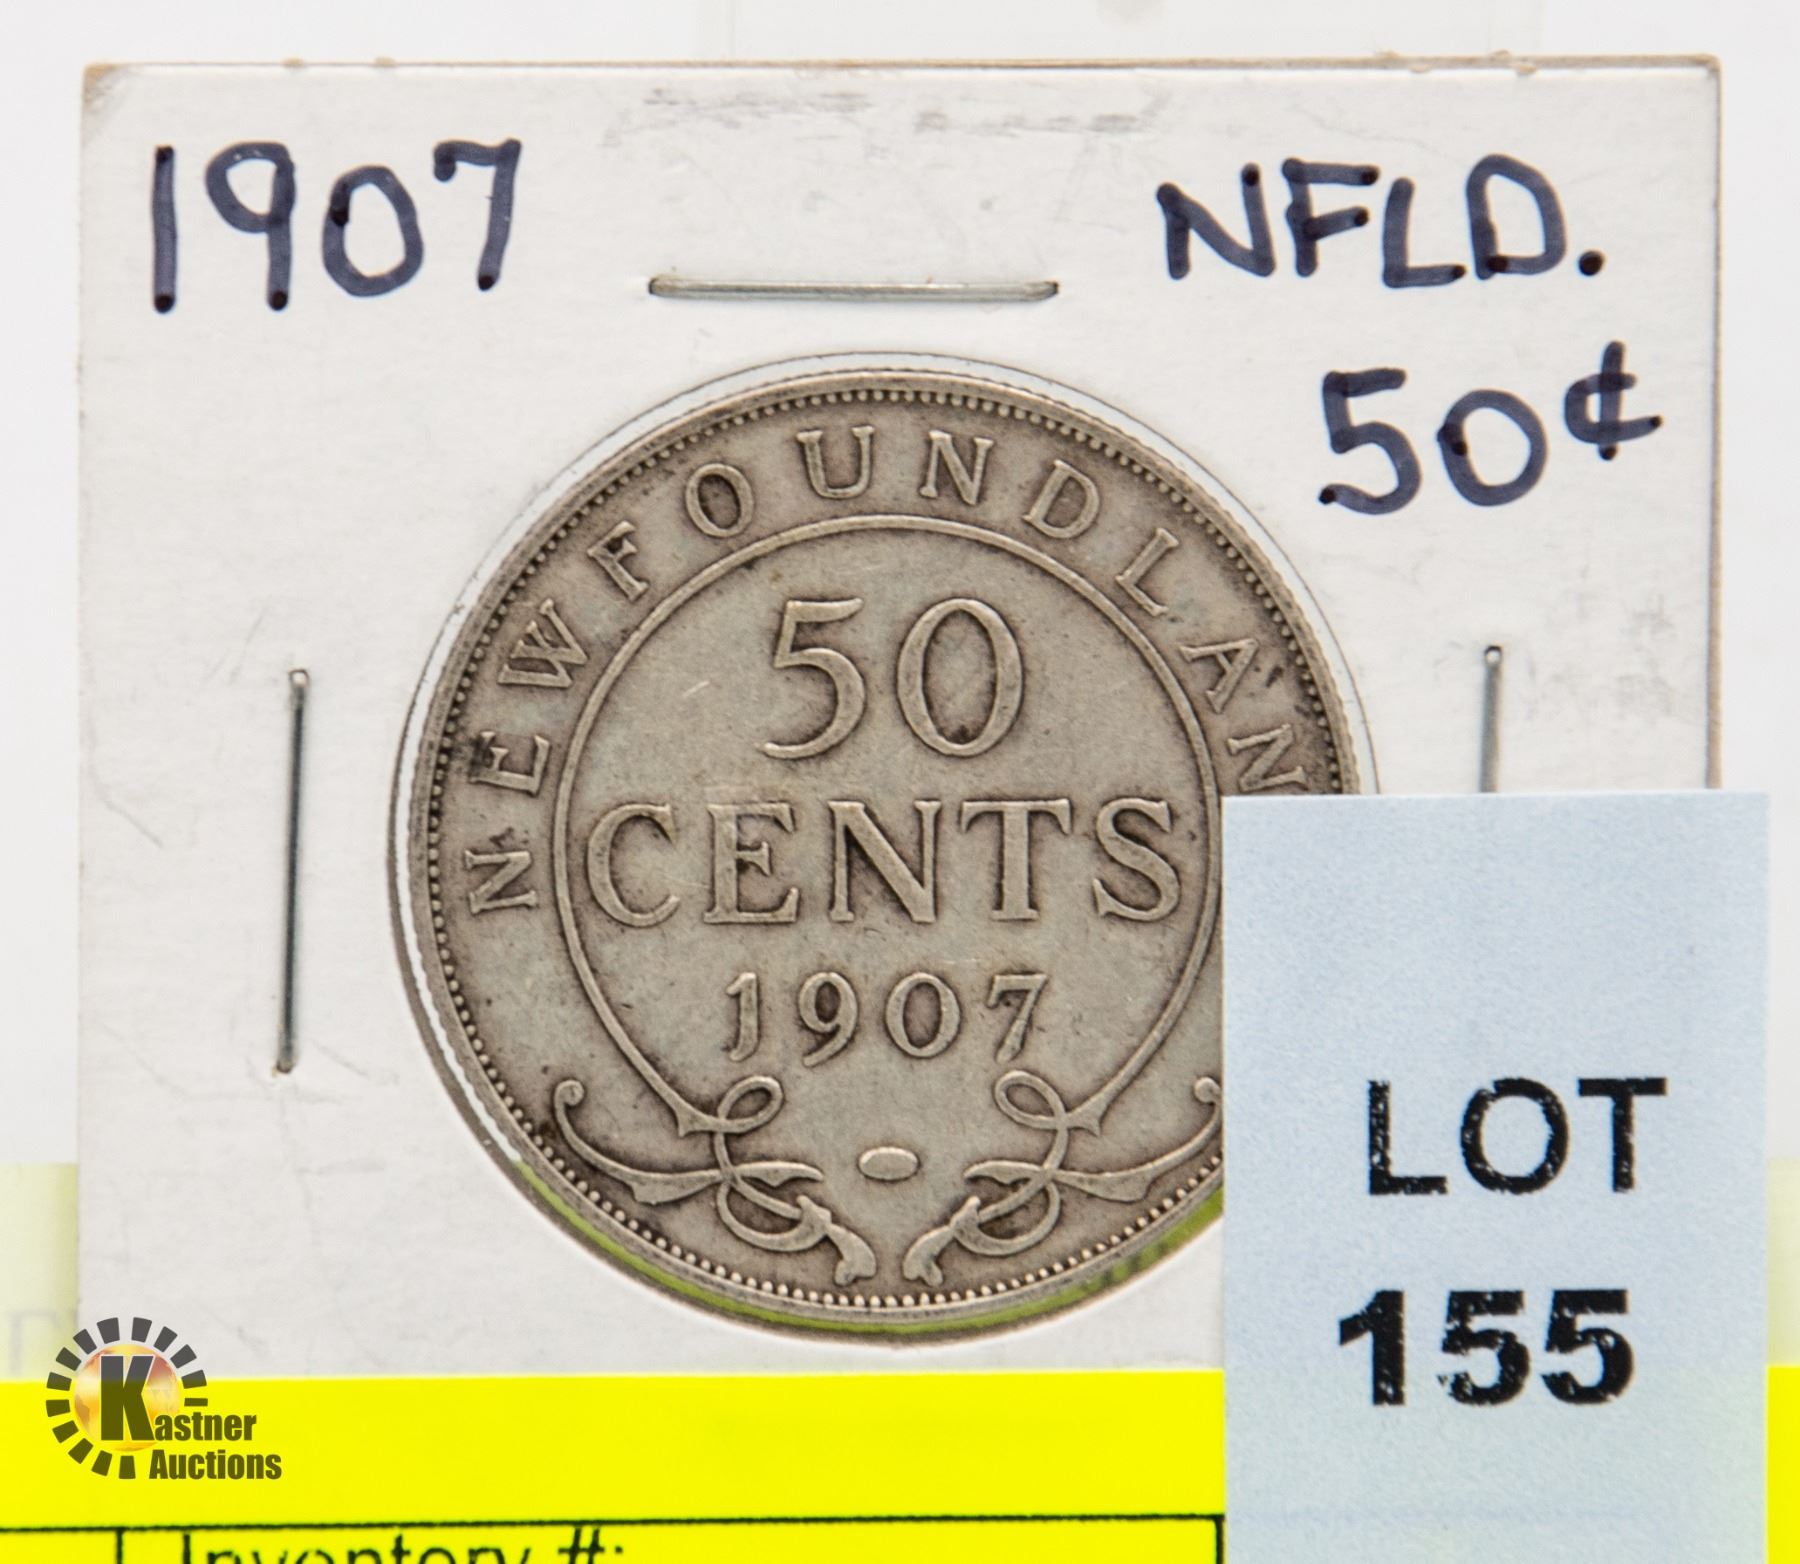 1907
NFLD.
50¢
NEWFOUNDLAN
50
CENTS
1907
LOT
155
Kastner
Auctions
Inventory #: